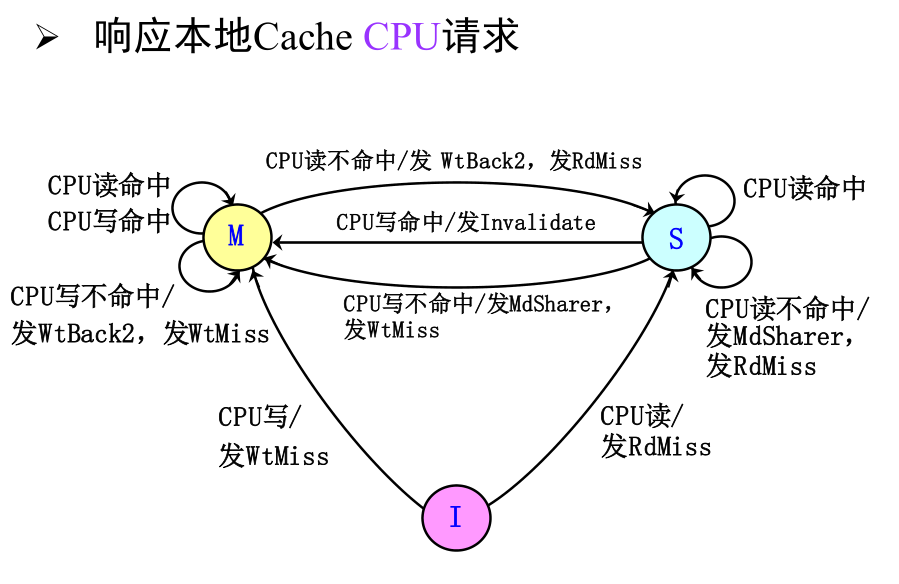 ➢ 响应本地Cache CPU请求
CPU读不命中/发 WtBack2，发RdMiss
CPU读命中
CPU写命中
CPU读命中
CPU写命中/发Invalidate
M
S
CPU写不命中/
发WtBack2，发WtMiss
CPU写不命中/发MdSharer，
发WtMiss
CPU读不命中/
发MdSharer，
发RdMiss
CPU写/
发WtMiss
CPU读/
发RdMiss
I